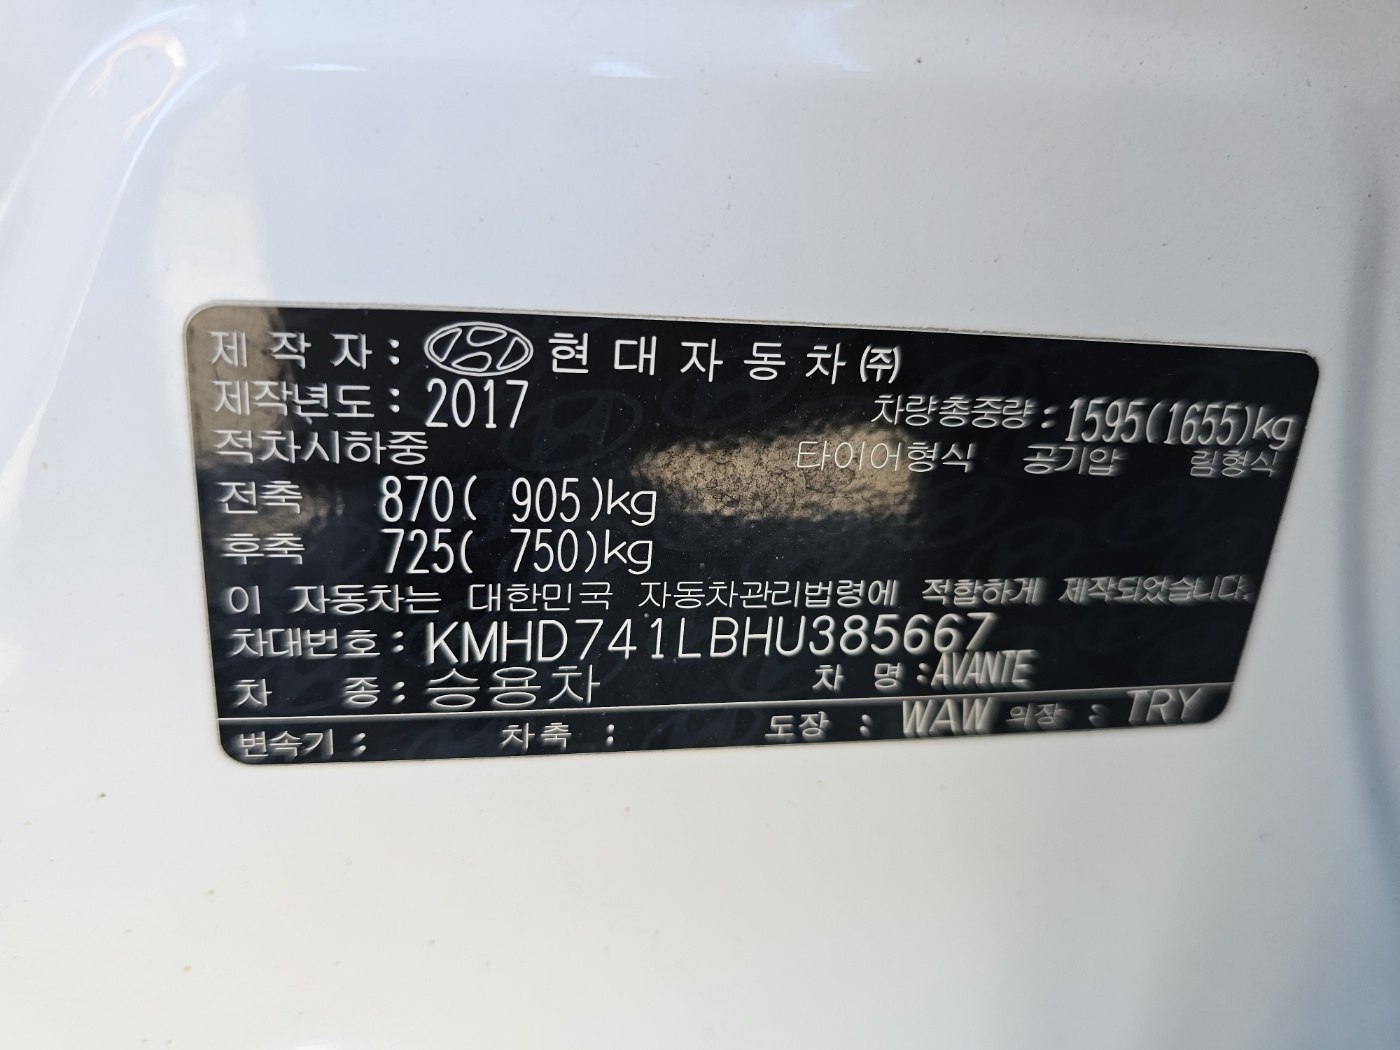 제 작 자 : 현 대 자 동 차 ㈜
제작년도 : 2017
차량총중량 : 1595(1655)kg
적차시하중
타이어형식 공기압 림형식
전축 870( 905)kg
후축 725( 750)kg
이 자동차는 대한민국 자동차관리법령에 적합하게 제작되었습니다.
차대번호 : KMHD741LBHU385667
차 종 : 승용차 차 명 : AVANTE
변속기 : 차축 : 도장 : WAW 의장 : TRY